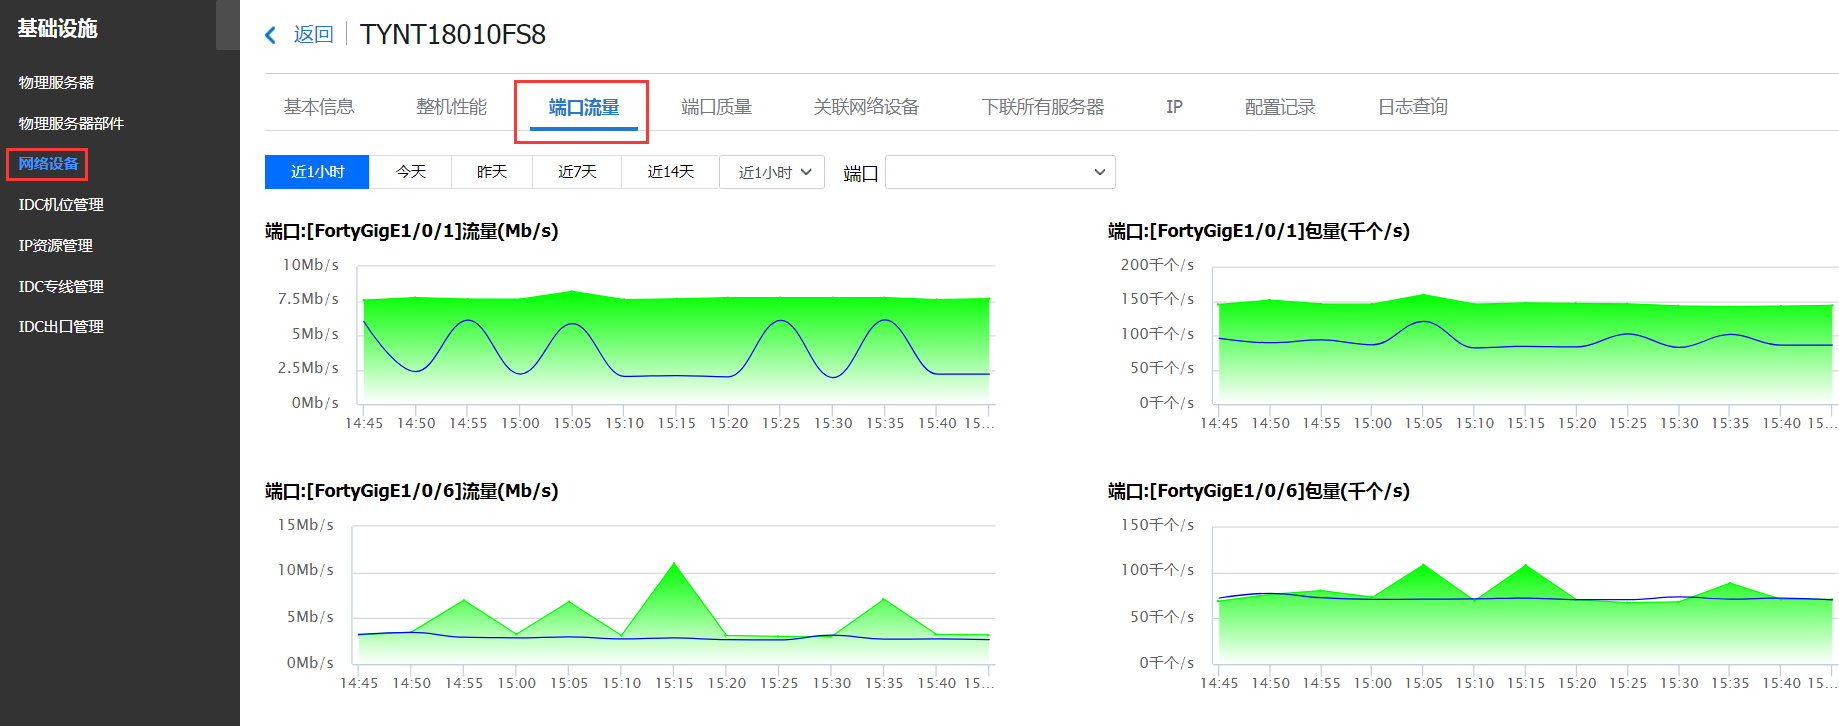 基础设施
物理服务器
物理服务器部件
网络设备
IDC机位管理
IP资源管理
IDC专线管理
IDC出口管理
返回 TYNT18010FS8
基本信息 整机性能 端口流量 端口质量 关联网络设备 下联所有服务器 IP 配置记录 日志查询
近1小时 今天 昨天 近7天 近14天 近1小时 端口
端口:[FortyGigE1/0/1]流量(Mb/s)
10Mb/s
7.5Mb/s
5Mb/s
2.5Mb/s
0Mb/s
14:45 14:50 14:55 15:00 15:05 15:10 15:15 15:20 15:25 15:30 15:35 15:40 15...
端口:[FortyGigE1/0/1]包量(千个/s)
200千个/s
150千个/s
100千个/s
50千个/s
0千个/s
14:45 14:50 14:55 15:00 15:05 15:10 15:15 15:20 15:25 15:30 15:35 15:40 15...
端口:[FortyGigE1/0/6]流量(Mb/s)
15Mb/s
10Mb/s
5Mb/s
0Mb/s
14:45 14:50 14:55 15:00 15:05 15:10 15:15 15:20 15:25 15:30 15:35 15:40 15...
端口:[FortyGigE1/0/6]包量(千个/s)
150千个/s
100千个/s
50千个/s
0千个/s
14:45 14:50 14:55 15:00 15:05 15:10 15:15 15:20 15:25 15:30 15:35 15:40 15...